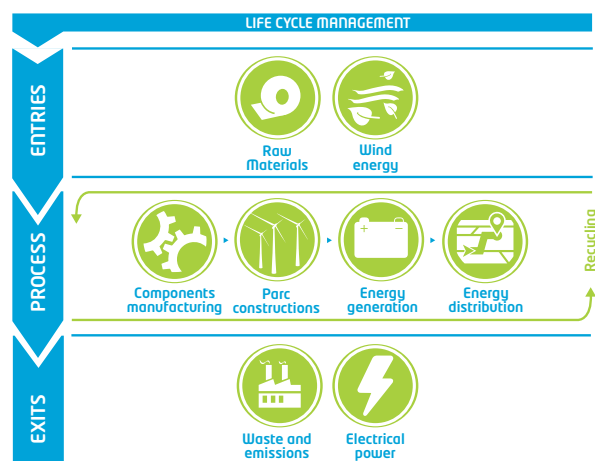 LIFE CYCLE MANAGEMENT
ENTRIES
Raw
Materials
Wind
energy
PROCESS
Components
manufacturing
Parc
constructions
+ -
Energy
generation
Energy
distribution
Recycling
EXITS
Waste and
emissions
Electrical
power